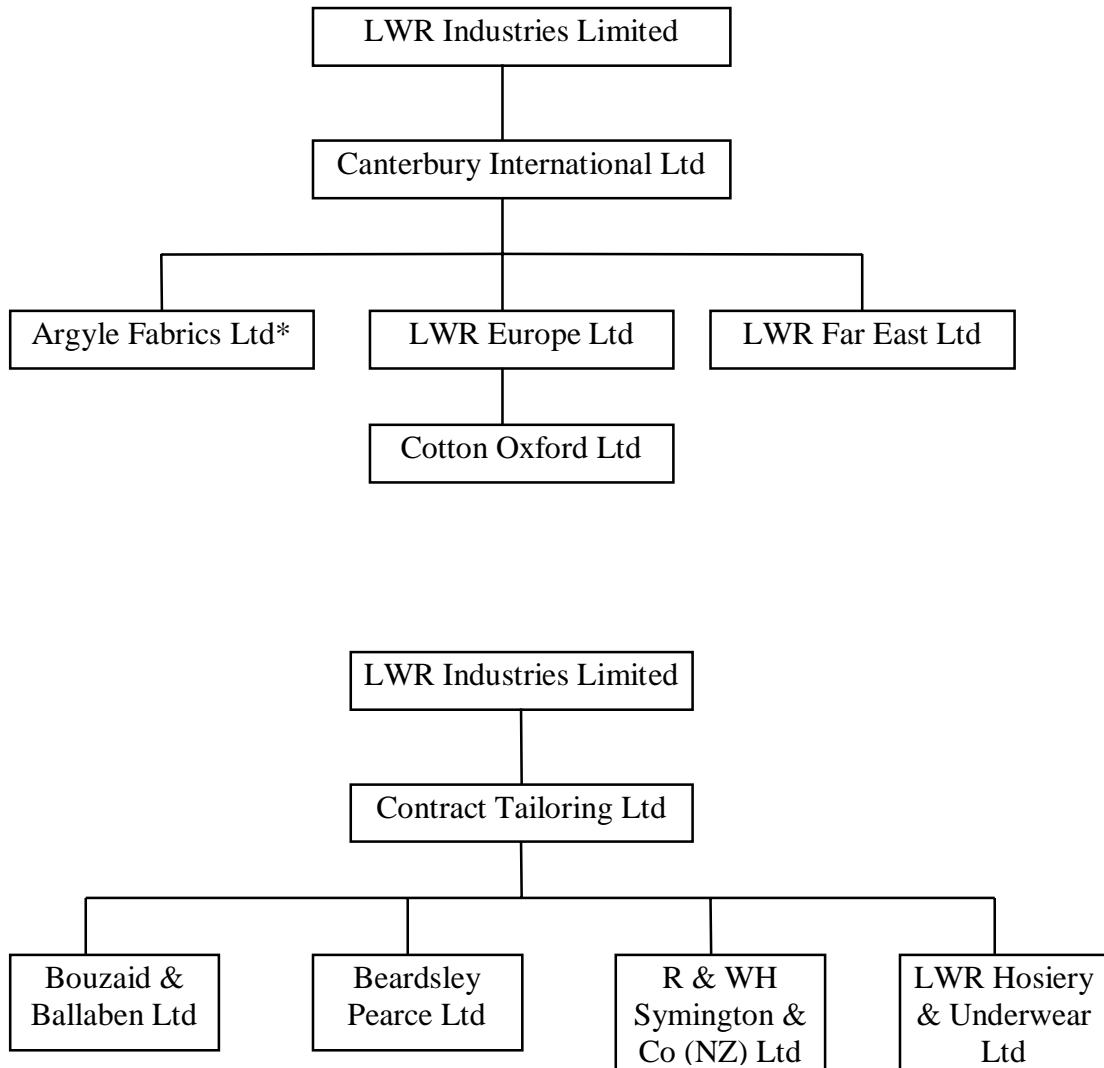 LWR Industries Limited
Canterbury International Ltd
Argyle Fabrics Ltd*
LWR Europe Ltd
LWR Far East Ltd
Cotton Oxford Ltd
LWR Industries Limited
Contract Tailoring Ltd
Bouzaid &
Ballaben Ltd
Beardsley
Pearce Ltd
R & WH
Symington &
Co (NZ) Ltd
LWR Hosiery
& Underwear
Ltd